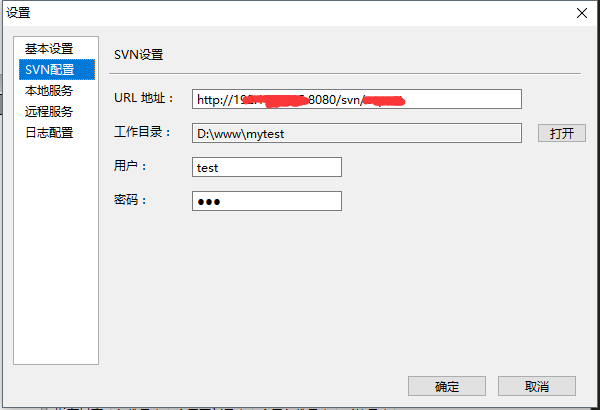 设置
基本设置
SVN配置
本地服务
远程服务
日志配置
SVN设置
URL 地址：
http://19 8080/svn/
工作目录：
D:\www\mytest
打开
用户：
test
密码：
●●●
确定
取消